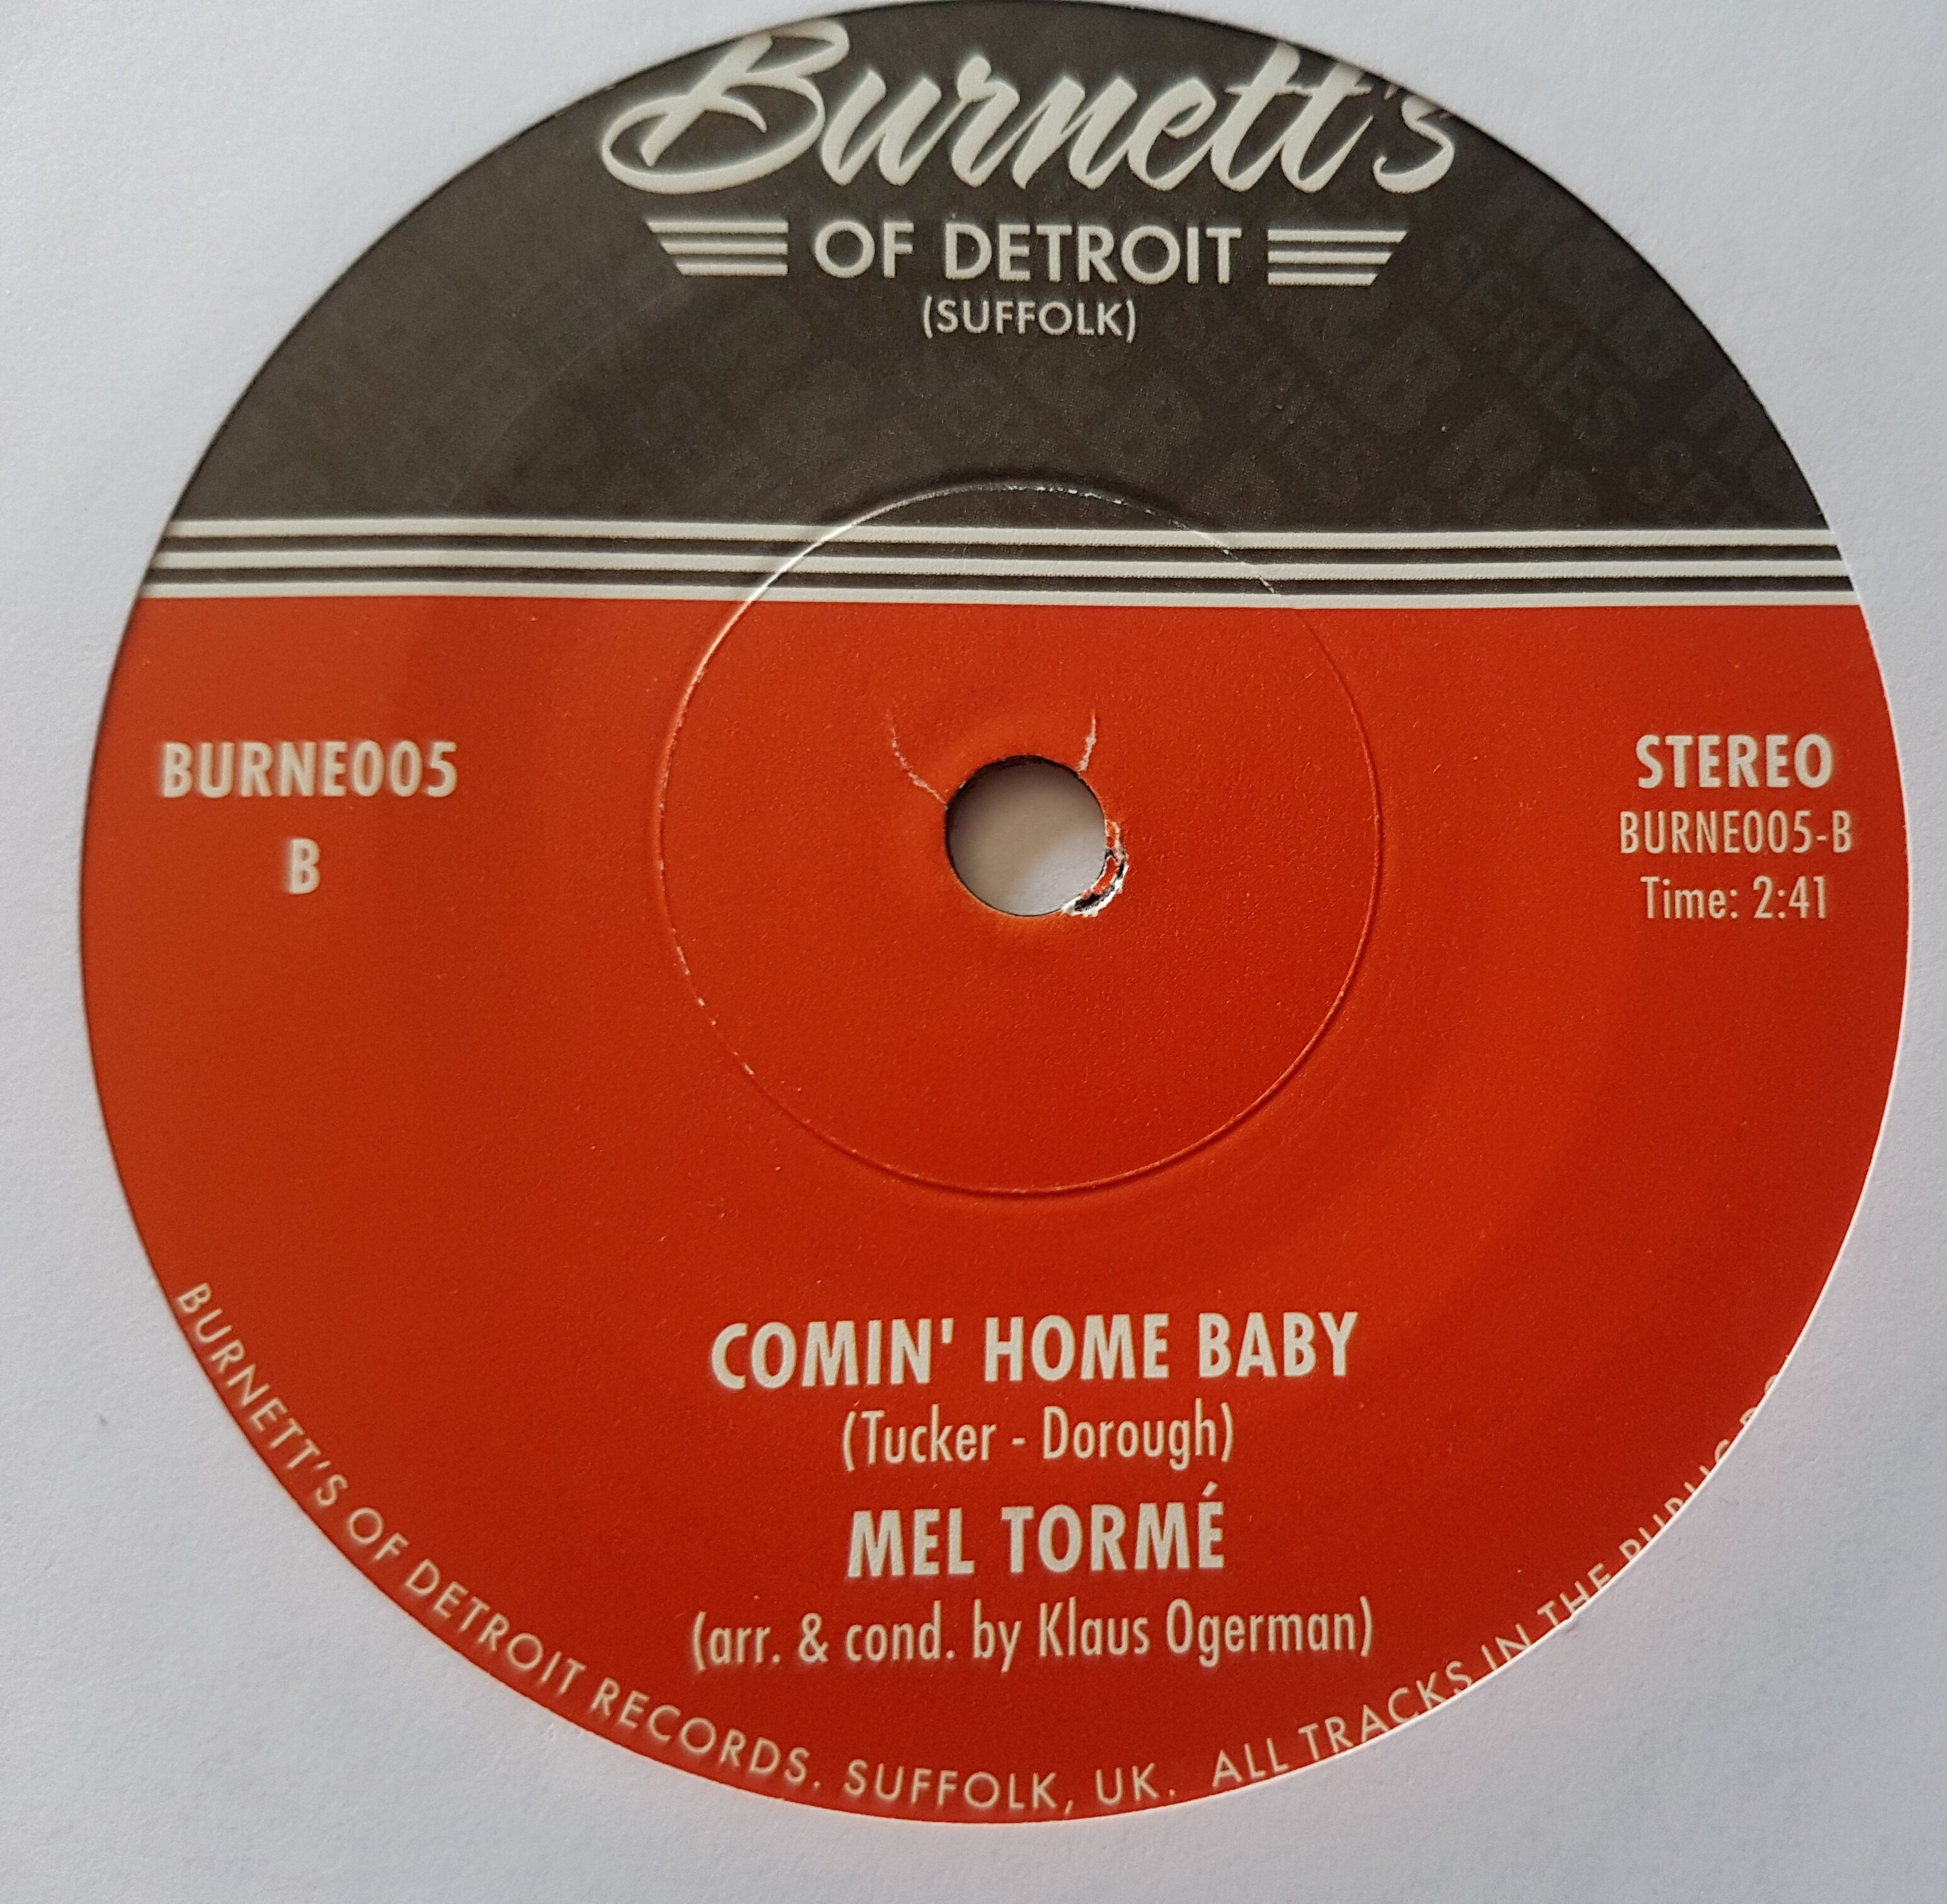 Burnett's
OF DETROIT
(SUFFOLK)
BURNE005
B
STEREO
BURNE005-B
Time: 2:41
COMIN' HOME BABY
(Tucker - Dorough)
MEL TORMÉ
(arr. & cond. by Klaus Ogerman)
BURNETT'S OF DETROIT RECORDS. SUFFOLK, UK. ALL TRACKS IN THE PUBLIC